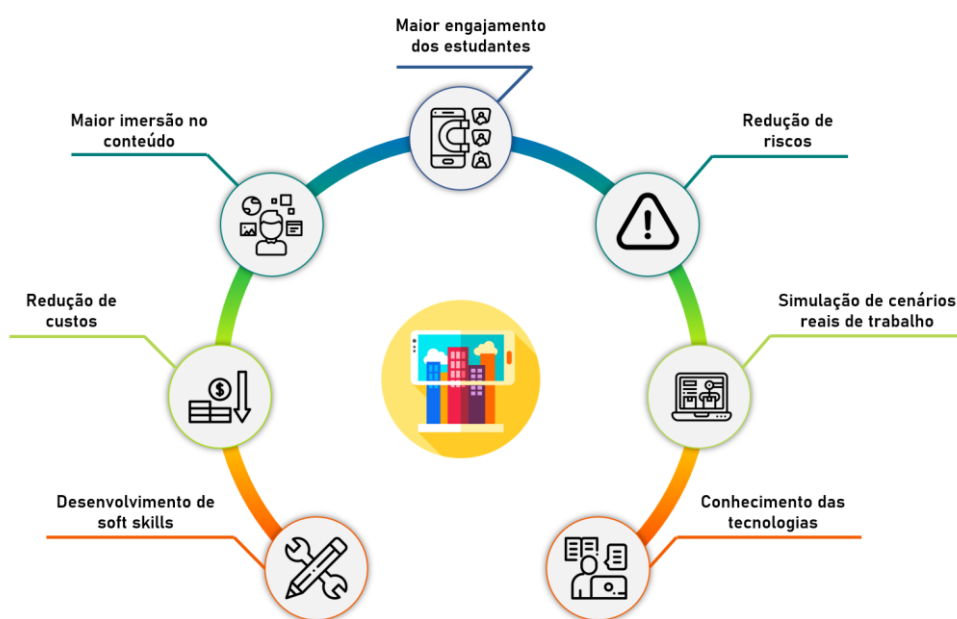 Maior engajamento
dos estudantes
Maior imersão no
conteúdo
Redução de
riscos
Redução de
custos
Simulação de cenários
reais de trabalho
Desenvolvimento de
soft skills
Conhecimento das
tecnologias